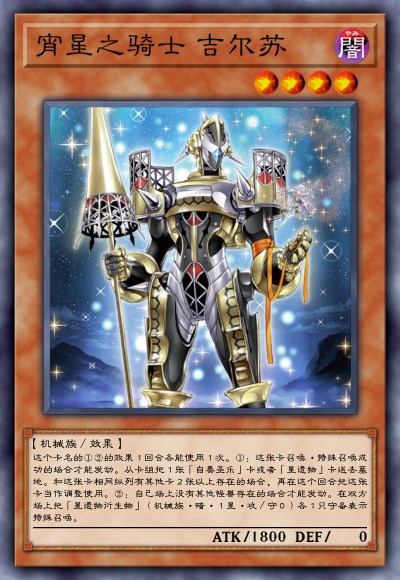 宵星之骑士 吉尔苏
やみ
闇
【机械族／效果】
这个卡名的①②的效果1回合各能使用1次。①：这张卡召唤·特殊召唤成
功的场合才能发动。从卡组把1张「自奏圣乐」卡或者「星遗物」卡送去墓
地。和这张卡相同纵列有其他卡2张以上存在的场合，再在这个回合把这张
卡当作调整使用。②：自己场上没有其他怪兽存在的场合才能发动。在双方
场上把「星遗物衍生物」（机械族·暗·1星·攻／守0）各1只守备表示
特殊召唤。
ATK/1800 DEF/ 0